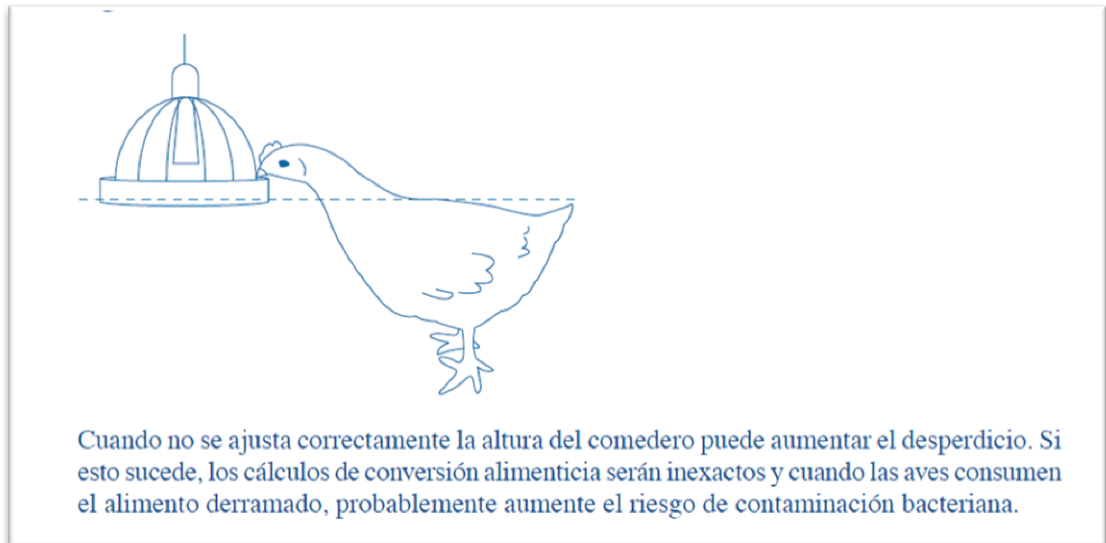 Cuando no se ajusta correctamente la altura del comedero puede aumentar el desperdicio. Si
esto sucede, los cálculos de conversión alimenticia serán inexactos y cuando las aves consumen
el alimento derramado, probablemente aumente el riesgo de contaminación bacteriana.